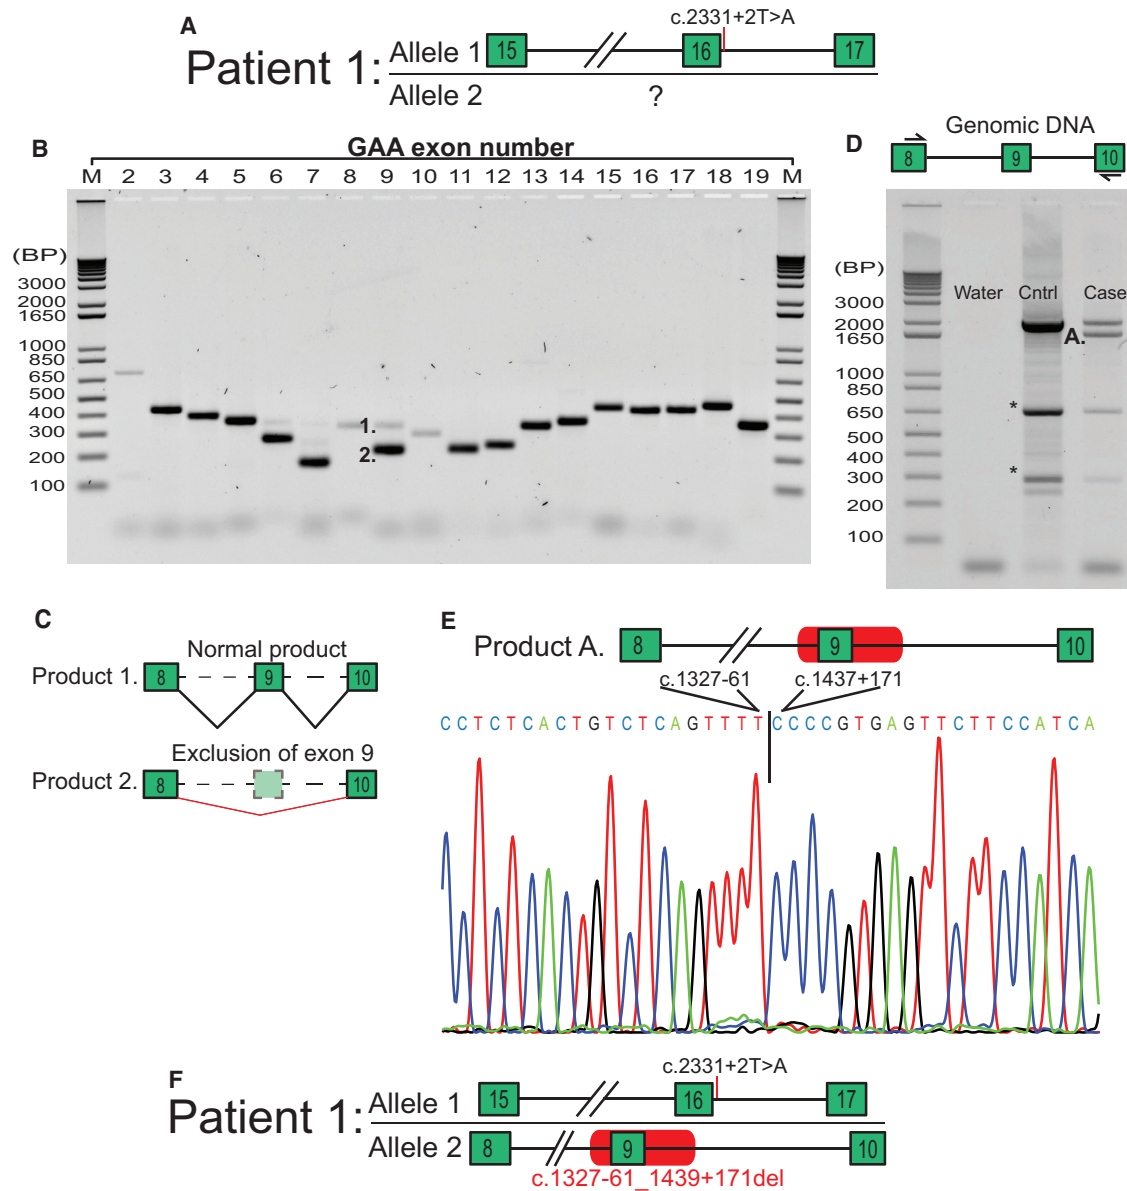 A
c.2331+2T>A
Patient 1:
Allele 1 15 16 17
Allele 2 ?
B
GAA exon number
M 2 3 4 5 6 7 8 9 10 11 12 13 14 15 16 17 18 19 M
(BP)
3000
2000
1650
1000
850
650
500
400
300
200
100
1.
2.
D
Genomic DNA
8 9 10
(BP)
3000
2000
1650
1000
850
650
500
400
300
200
100
Water Cntrl Case
A.
*
*
C
Normal product
Product 1. 8 9 10
Exclusion of exon 9
Product 2. 8 10
E
Product A. 8 9 10
c.1327-61 c.1437+171
CCTCTCACTGTCTCAGTTTTCCCCGTGAGTTCTTCCATCA
F
c.2331+2T>A
Patient 1:
Allele 1 15 16 17
Allele 2 8 9 10
c.1327-61_1439+171del